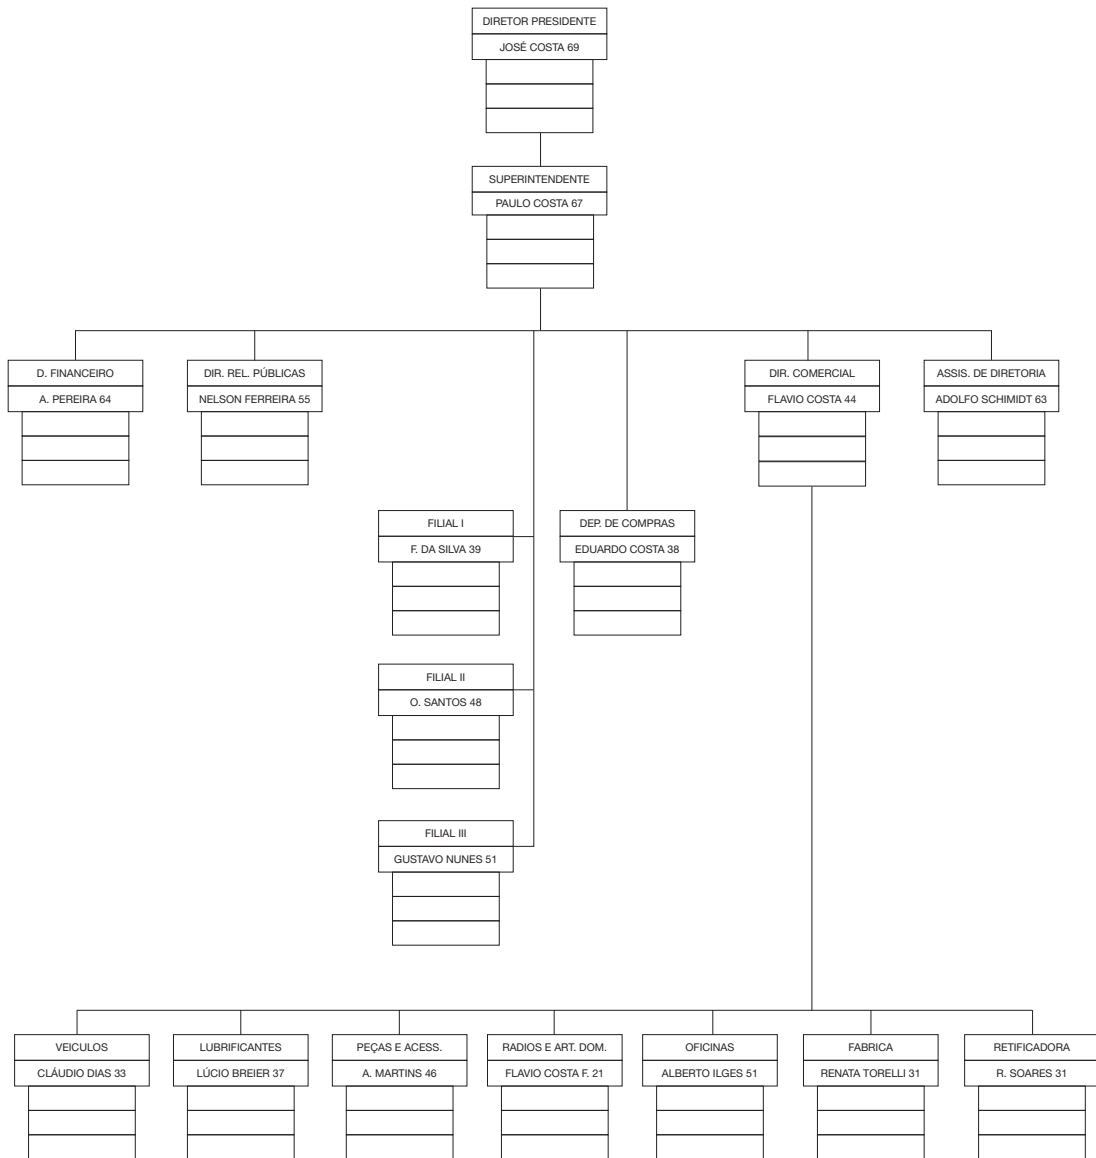 DIRETOR PRESIDENTE
JOSÉ COSTA 69
SUPERINTENDENTE
PAULO COSTA 67
D. FINANCEIRO
A. PEREIRA 64
DIR. REL. PÚBLICAS
NELSON FERREIRA 55
DIR. COMERCIAL
FLAVIO COSTA 44
ASSIS. DE DIRETORIA
ADOLFO SCHIMIDT 63
FILIAL I
F. DA SILVA 39
DEP. DE COMPRAS
EDUARDO COSTA 38
FILIAL II
O. SANTOS 48
FILIAL III
GUSTAVO NUNES 51
VEICULOS
CLÁUDIO DIAS 33
LUBRIFICANTES
LÚCIO BREIER 37
PEÇAS E ACESS.
A. MARTINS 46
RADIOS E ART. DOM.
FLAVIO COSTA F. 21
OFICINAS
ALBERTO ILGES 51
FABRICA
RENATA TORELLI 31
RETIFICADORA
R. SOARES 31